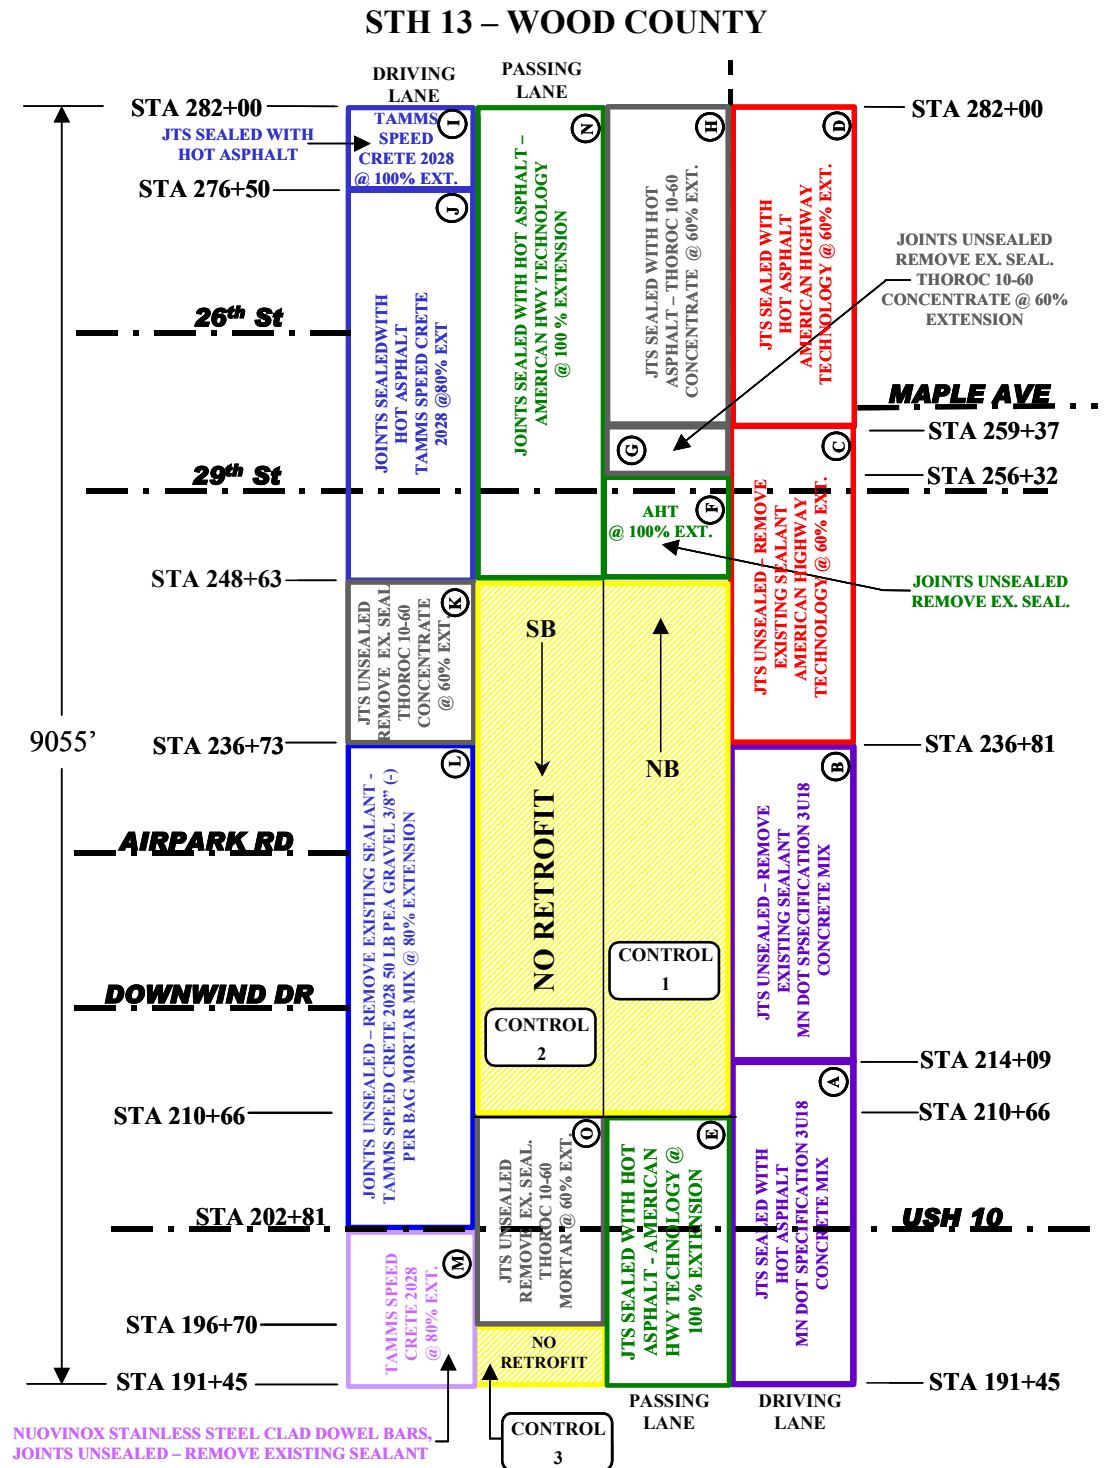 STH 13 – WOOD COUNTY
DRIVING
LANE
PASSING
LANE
STA 282+00
STA 282+00
JTS SEALED WITH
HOT ASPHALT
TAMMS
SPEED
CRETE 2028
@ 100% EXT.
I
STA 276+50
J
JOINTS SEALEDWITH
HOT ASPHALT
TAMMS SPEED CRETE
2028 @80% EXT
N
JOINTS SEALED WITH HOT ASPHALT –
AMERICAN HWY TECHNOLOGY
@ 100 % EXTENSION
H
JTS SEALED WITH HOT
ASPHALT – THOROC 10-60
CONCENTRATE @ 60% EXT.
D
JTS SEALED WITH
HOT ASPHALT
AMERICAN HIGHWAY
TECHNOLOGY @ 60% EXT.
JOINTS UNSEALED
REMOVE EX. SEAL.
THOROC 10-60
CONCENTRATE @ 60%
EXTENSION
26th St
MAPLE AVE
STA 259+37
G
C
JTS UNSEALED – REMOVE
EXISTING SEALANT
AMERICAN HIGHWAY
TECHNOLOGY @ 60% EXT.
STA 256+32
29th St
F
AHT
@ 100% EXT.
JOINTS UNSEALED
REMOVE EX. SEAL.
STA 248+63
K
JTS UNSEALED
REMOVE EX. SEAL
THOROC 10-60
CONCENTRATE
@ 60% EXT.
SB
NB
9055’
STA 236+73
STA 236+81
L
JOINTS UNSEALED – REMOVE EXISTING SEALANT -
TAMMS SPEED CRETE 2028 50 LB PEA GRAVEL 3/8” (-)
PER BAG MORTAR MIX @ 80% EXTENSION
NO RETROFIT
B
JTS UNSEALED – REMOVE
EXISTING SEALANT
MN DOT SPSECIFICATION 3U18
CONCRETE MIX
AIRPARK RD
CONTROL
1
DOWNWIND DR
CONTROL
2
STA 214+09
A
JTS SEALED WITH
HOT ASPHALT
MN DOT SPECIFICATION 3U18
CONCRETE MIX
STA 210+66
STA 210+66
O
JTS UNSEALED
REMOVE EX. SEAL.
THOROC 10-60
MORTAR@ 60% EXT.
E
JTS SEALED WITH HOT
ASPHALT - AMERICAN
HWY TECHNOLOGY @
100 % EXTENSION
STA 202+81
USH 10
M
TAMMS SPEED
CRETE 2028
@ 80% EXT.
STA 196+70
NO
RETROFIT
STA 191+45
STA 191+45
PASSING
LANE
DRIVING
LANE
NUOVINOX STAINLESS STEEL CLAD DOWEL BARS,
JOINTS UNSEALED – REMOVE EXISTING SEALANT
CONTROL
3